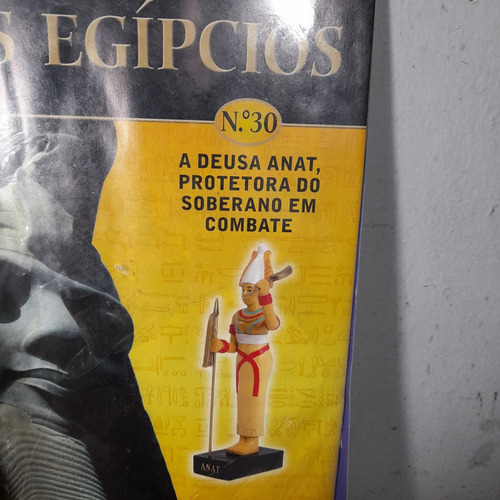 S EGÍPCIOS
N.º30
A DEUSA ANAT,
PROTETORA DO
SOBERANO EM
COMBATE
ANAT